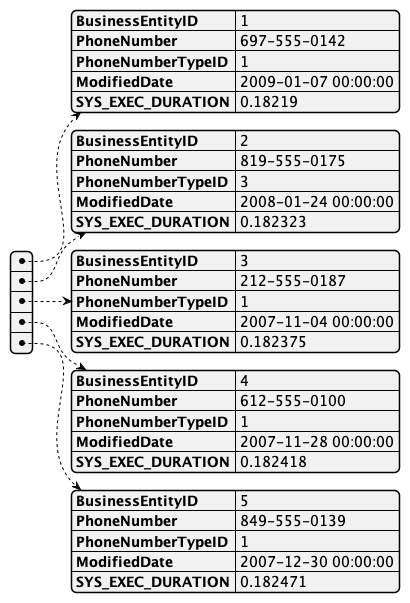 BusinessEntityID 1
PhoneNumber 697-555-0142
PhoneNumberTypeID 1
ModifiedDate 2009-01-07 00:00:00
SYS_EXEC_DURATION 0.18219
BusinessEntityID 2
PhoneNumber 819-555-0175
PhoneNumberTypeID 3
ModifiedDate 2008-01-24 00:00:00
SYS_EXEC_DURATION 0.182323
BusinessEntityID 3
PhoneNumber 212-555-0187
PhoneNumberTypeID 1
ModifiedDate 2007-11-04 00:00:00
SYS_EXEC_DURATION 0.182375
BusinessEntityID 4
PhoneNumber 612-555-0100
PhoneNumberTypeID 1
ModifiedDate 2007-11-28 00:00:00
SYS_EXEC_DURATION 0.182418
BusinessEntityID 5
PhoneNumber 849-555-0139
PhoneNumberTypeID 1
ModifiedDate 2007-12-30 00:00:00
SYS_EXEC_DURATION 0.182471